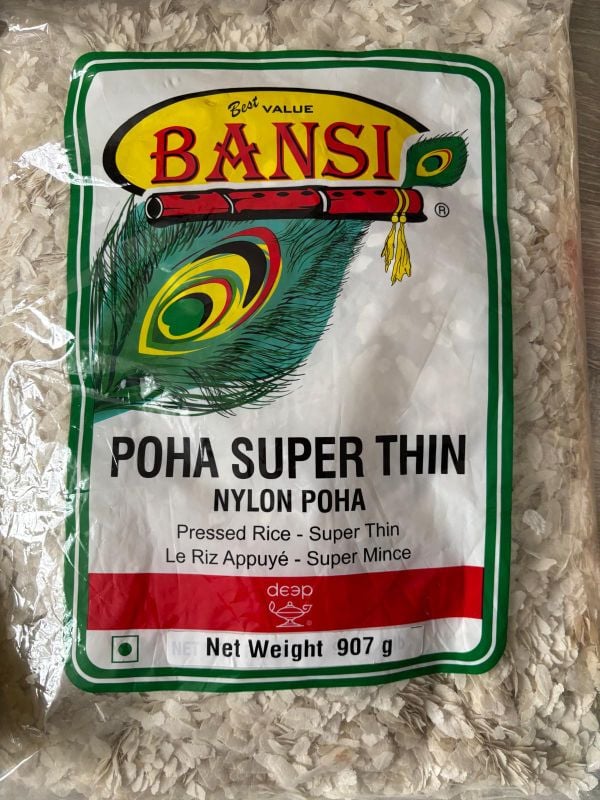 Best VALUE
BANSI
®
POHA SUPER THIN
NYLON POHA
Pressed Rice - Super Thin
Le Riz Appuyé - Super Mince
deep
®
Net Weight 907 g